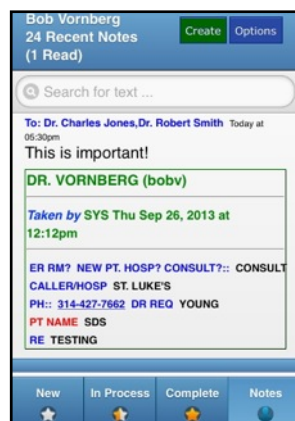 Bob Vornberg
24 Recent Notes
(1 Read)
Create
Options
Search for text ...
To: Dr. Charles Jones,Dr. Robert Smith Today at
05:30pm
This is important!
DR. VORNBERG (bobv)
Taken by SYS Thu Sep 26, 2013 at
12:12pm
ER RM? NEW PT. HOSP? CONSULT?:: CONSULT
CALLER/HOSP ST. LUKE'S
PH:: 314-427-7662 DR REQ YOUNG
PT NAME SDS
RE TESTING
New
In Process
Complete
Notes